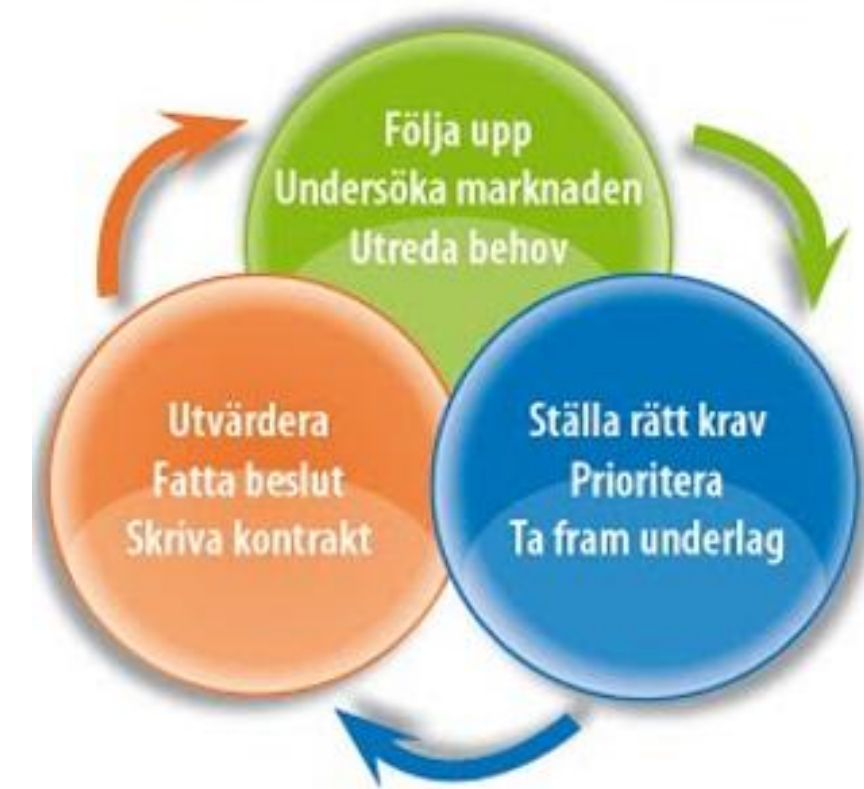 Följa upp
Undersöka marknaden
Utreda behov
Utvärdera
Fatta beslut
Skriva kontrakt
Ställa rätt krav
Prioritera
Ta fram underlag